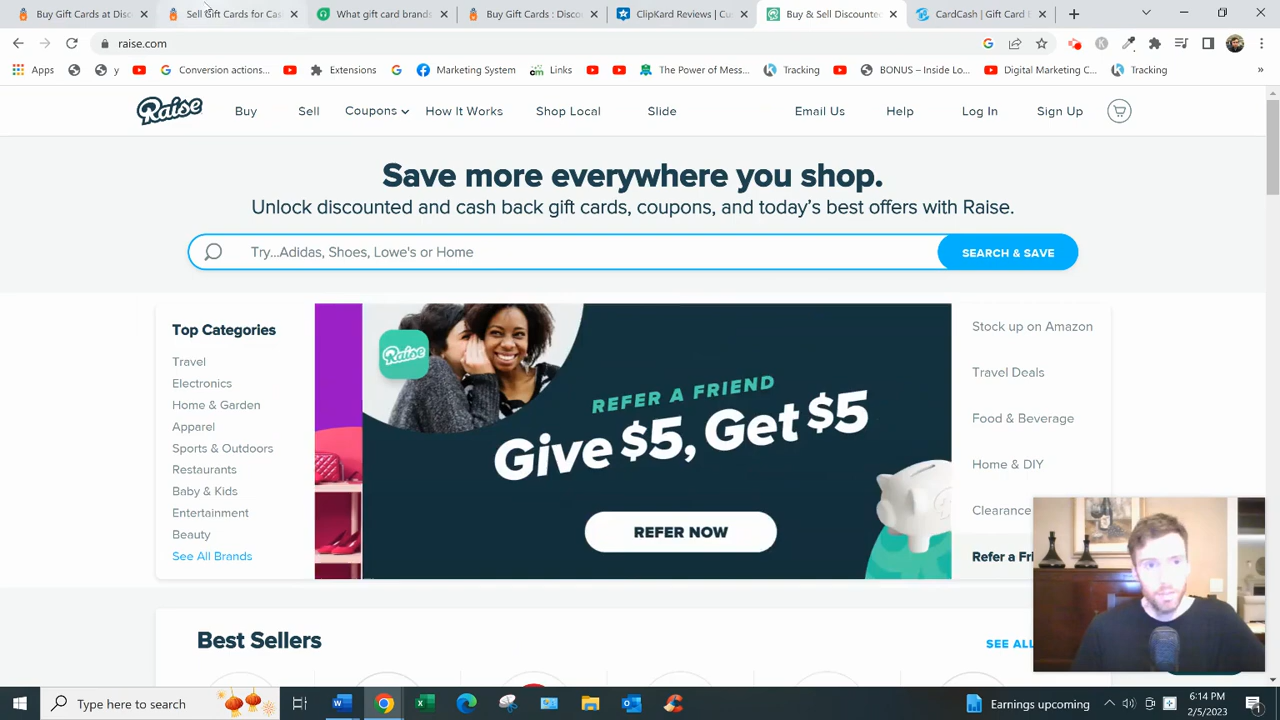 Buy Gift Cards at Disc
Sell Gift Cards for Cas
What gift card brands
Buy Gift Cards : Disco
ClipKard Reviews | Cu
Buy & Sell Discounte
CardCash | Gift Card E
raise.com
Apps
y
Conversion actions...
Extensions
Marketing System
Links
The Power of Mess...
Tracking
BONUS – Inside Lo...
Digital Marketing C...
Tracking
»
Raise
Buy
Sell
Coupons
How It Works
Shop Local
Slide
Email Us
Help
Log In
Sign Up
Save more everywhere you shop.
Unlock discounted and cash back gift cards, coupons, and today's best offers with Raise.
Try...Adidas, Shoes, Lowe's or Home
SEARCH & SAVE
Top Categories
Travel
Electronics
Home & Garden
Apparel
Sports & Outdoors
Restaurants
Baby & Kids
Entertainment
Beauty
See All Brands
Raise
REFER A FRIEND
Give $5, Get $5
REFER NOW
Stock up on Amazon
Travel Deals
Food & Beverage
Home & DIY
Clearance
Refer a Fri
Best Sellers
SEE ALL
Type here to search
Earnings upcoming
6:14 PM
2/5/2023